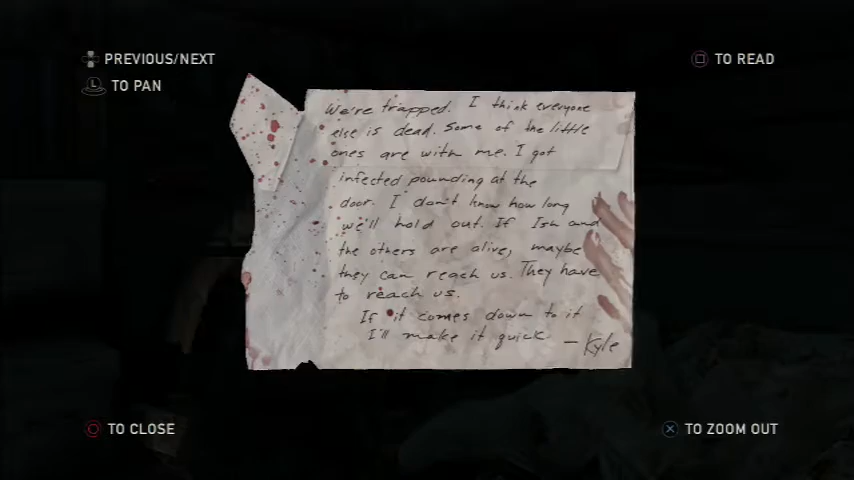 PREVIOUS/NEXT
L TO PAN
TO READ
We're trapped. I think everyone
else is dead. Some of the little
ones are with me. I got
infected pounding at the
door. I don't know how long
we'll hold out. If Ish and
the others are alive, maybe
they can reach us. They have
to reach us.
If it comes down to it
I'll make it quick
— Kyle
TO CLOSE
TO ZOOM OUT